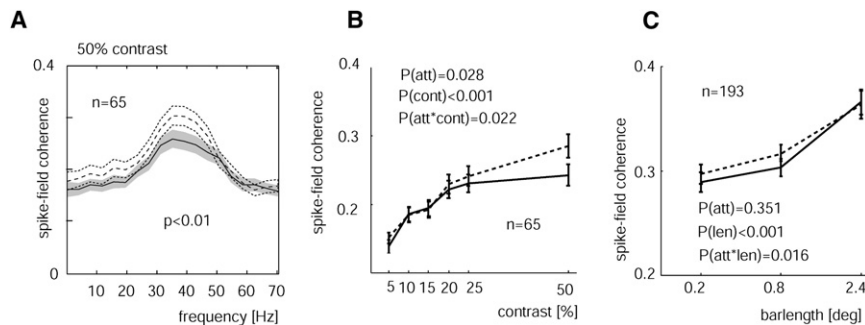 A
50% contrast
0.4
n=65
spike-field coherence
p<0.01
0
10 20 30 40 50 60 70
frequency [Hz]
B
0.4
P(att)=0.028
P(cont)<0.001
P(att*cont)=0.022
0.3
spike-field coherence
0.2
n=65
5 10 15 20 25 50
contrast [%]
C
0.4
n=193
spike-field coherence
0.3
P(att)=0.351
P(len)<0.001
P(att*len)=0.016
0.2
0.2 0.8 2.4
barlength [deg]